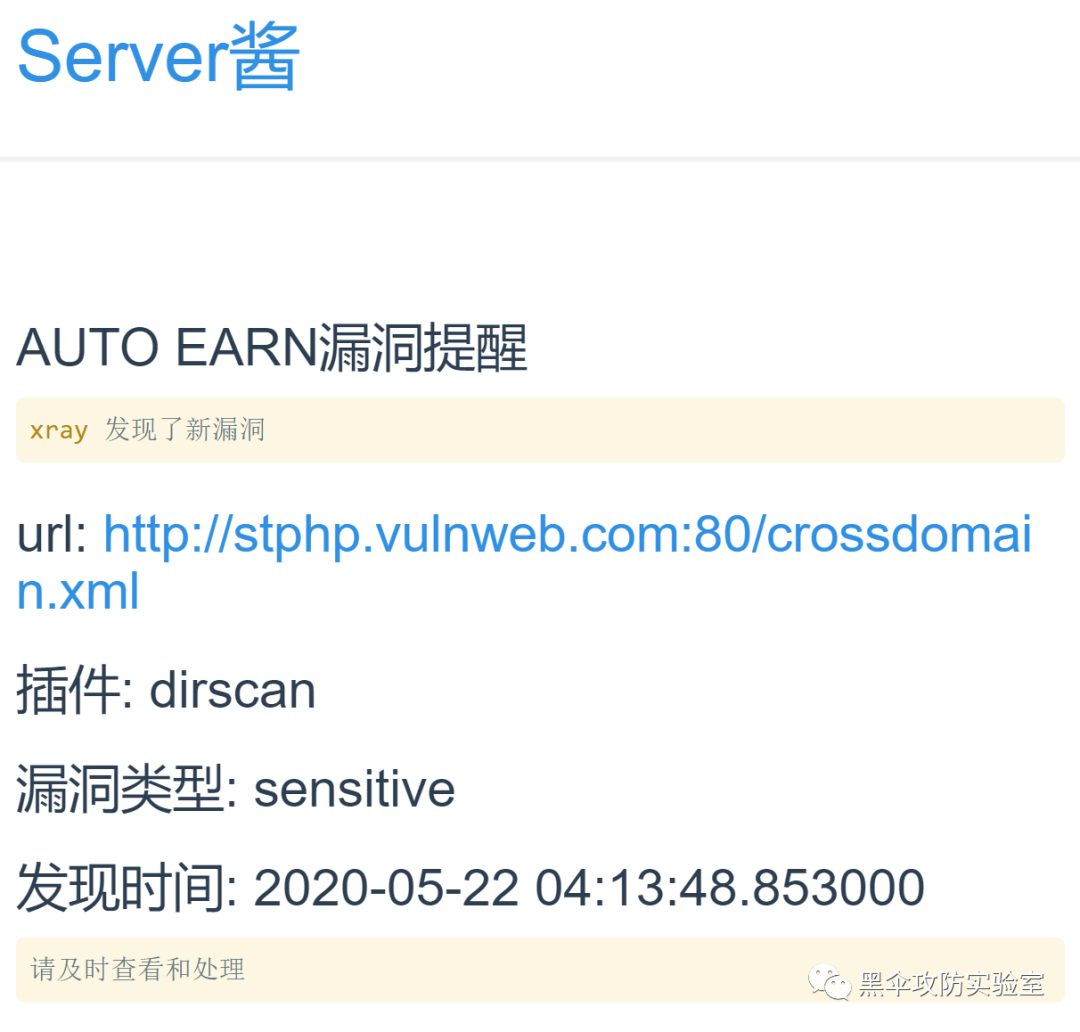 Server酱
AUTO EARN漏洞提醒
xray 发现了新漏洞
url: http://stphp.vulnweb.com:80/crossdomai
n.xml
插件: dirscan
漏洞类型: sensitive
发现时间: 2020-05-22 04:13:48.853000
请及时查看和处理
黑伞攻防实验室